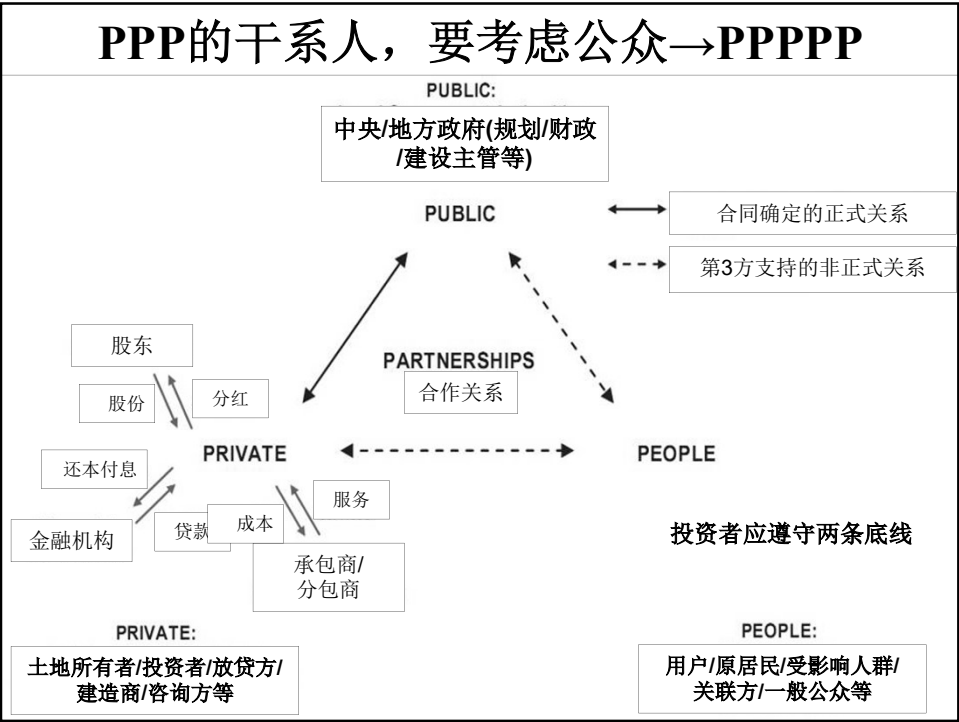 PPP的干系人，要考虑公众→PPPPP
PUBLIC:
中央/地方政府(规划/财政
/建设主管等)
PUBLIC
合同确定的正式关系
第3方支持的非正式关系
股东
PARTNERSHIPS
合作关系
股份
分红
PRIVATE
PEOPLE
还本付息
服务
贷款
成本
金融机构
投资者应遵守两条底线
承包商/
分包商
PRIVATE:
土地所有者/投资者/放贷方/
建造商/咨询方等
PEOPLE:
用户/原居民/受影响人群/
关联方/一般公众等